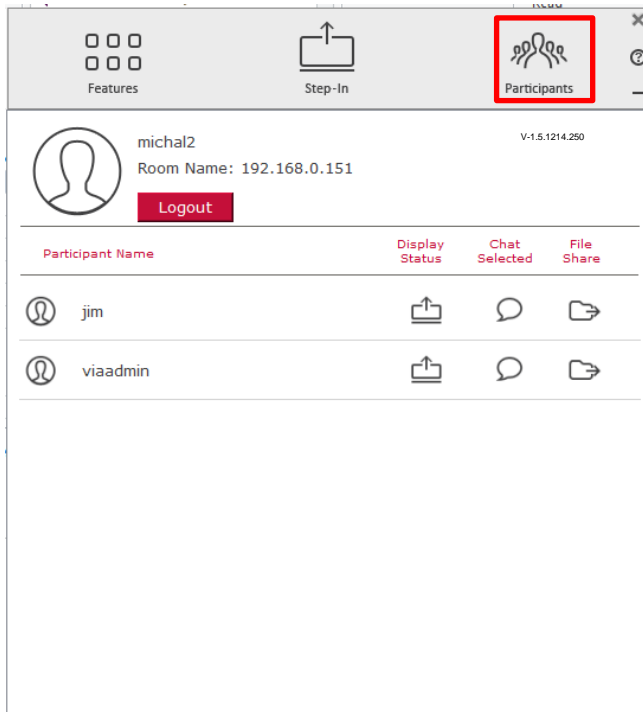 Features
Step-In
Participants
michal2
V-1.5.1214.250
Room Name: 192.168.0.151
Logout
Participant Name
Display Status
Chat Selected
File Share
jim
viaadmin